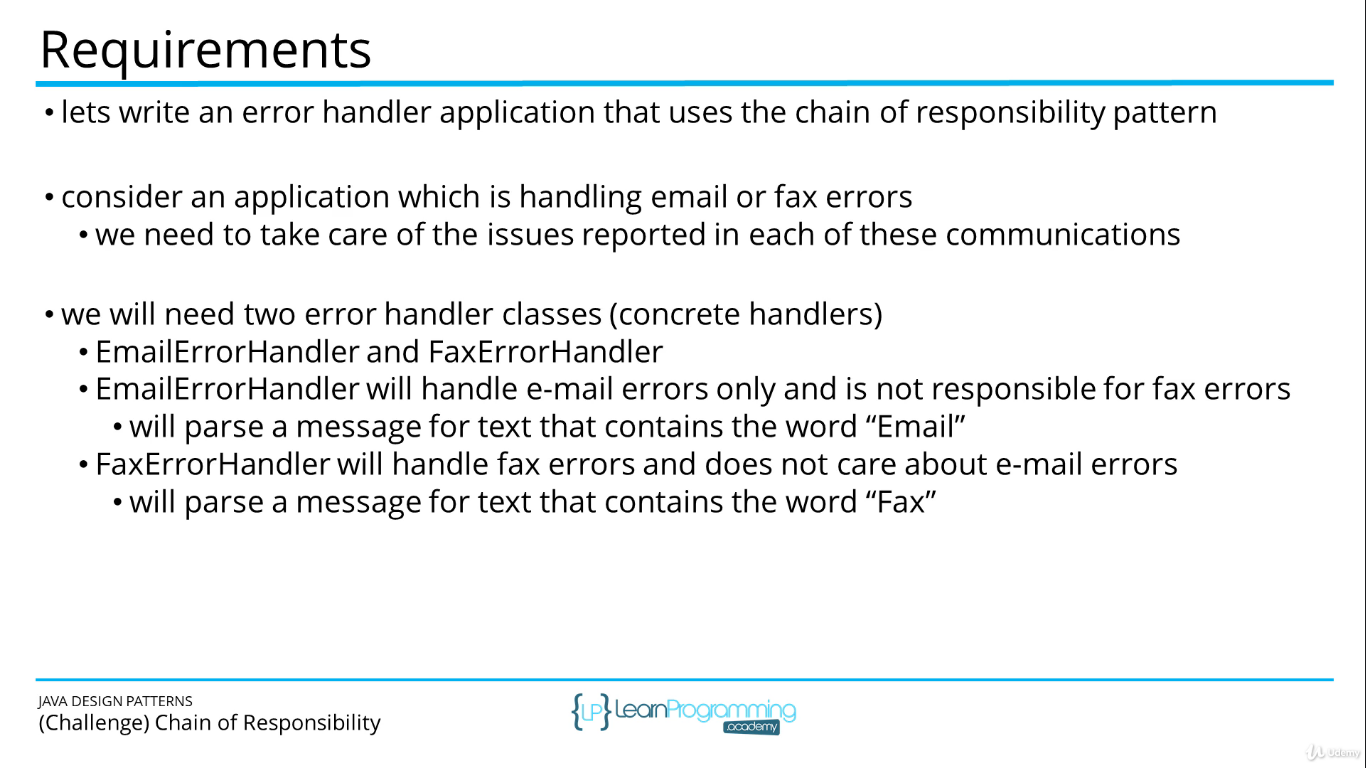 Requirements
• lets write an error handler application that uses the chain of responsibility pattern
• consider an application which is handling email or fax errors
• we need to take care of the issues reported in each of these communications
• we will need two error handler classes (concrete handlers)
• EmailErrorHandler and FaxErrorHandler
• EmailErrorHandler will handle e-mail errors only and is not responsible for fax errors
• will parse a message for text that contains the word “Email”
• FaxErrorHandler will handle fax errors and does not care about e-mail errors
• will parse a message for text that contains the word “Fax”
JAVA DESIGN PATTERNS
(Challenge) Chain of Responsibility
{LP} LearnProgramming
.academy
Udemy